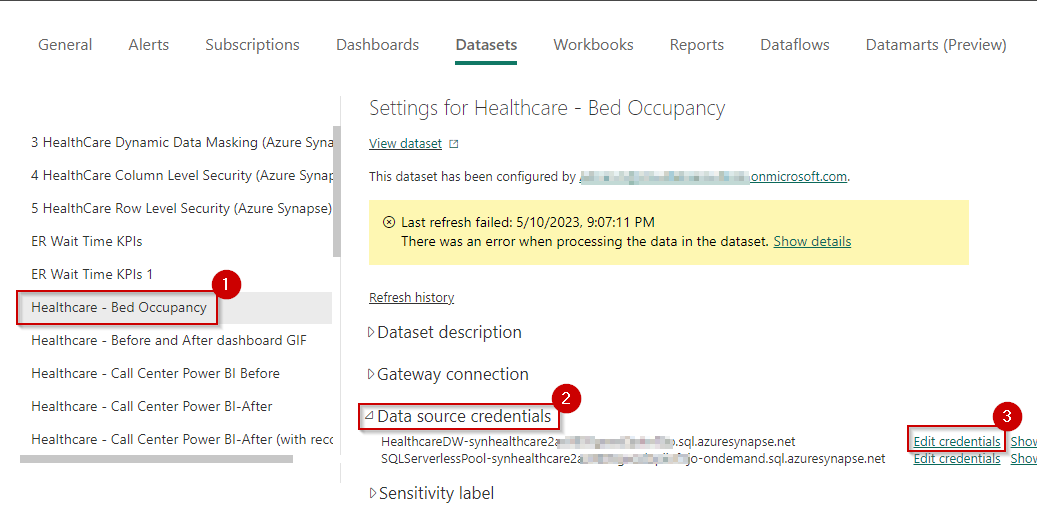 General Alerts Subscriptions Dashboards Datasets Workbooks Reports Dataflows Datamarts (Preview)
3 HealthCare Dynamic Data Masking (Azure Syna
4 HealthCare Column Level Security (Azure Synap
5 HealthCare Row Level Security (Azure Synapse)
ER Wait Time KPIs
ER Wait Time KPIs 1
1
Healthcare - Bed Occupancy
Healthcare - Before and After dashboard GIF
Healthcare - Call Center Power BI Before
Healthcare - Call Center Power BI-After
Healthcare - Call Center Power BI-After (with reco
Settings for Healthcare - Bed Occupancy
View dataset
This dataset has been configured by onmicrosoft.com.
Last refresh failed: 5/10/2023, 9:07:11 PM
There was an error when processing the data in the dataset. Show details
Refresh history
Dataset description
Gateway connection
2
Data source credentials
3
HealthcareDW-synhealthcare2a .sql.azuresynapse.net Edit credentials Show
SQLServerlessPool-synhealthcare2a jo-ondemand.sql.azuresynapse.net Edit credentials Show
Sensitivity label